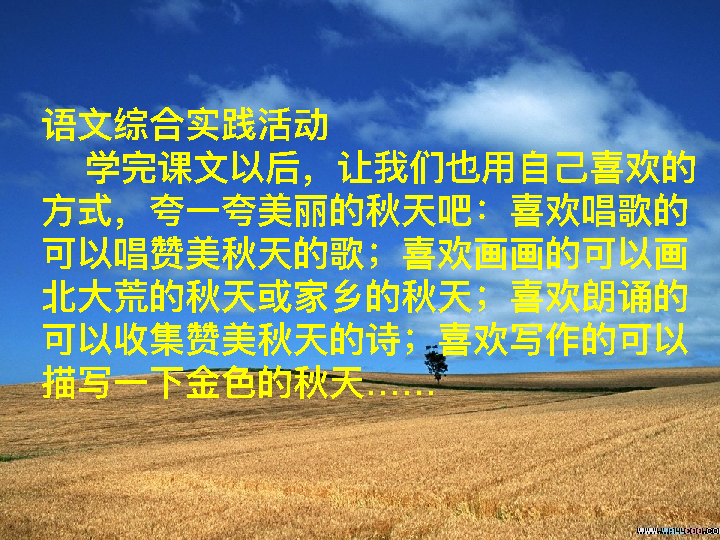 语文综合实践活动
学完课文以后，让我们也用自己喜欢的
方式，夸一夸美丽的秋天吧：喜欢唱歌的
可以唱赞美秋天的歌；喜欢画画的可以画
北大荒的秋天或家乡的秋天；喜欢朗诵的
可以收集赞美秋天的诗；喜欢写作的可以
描写一下金色的秋天……